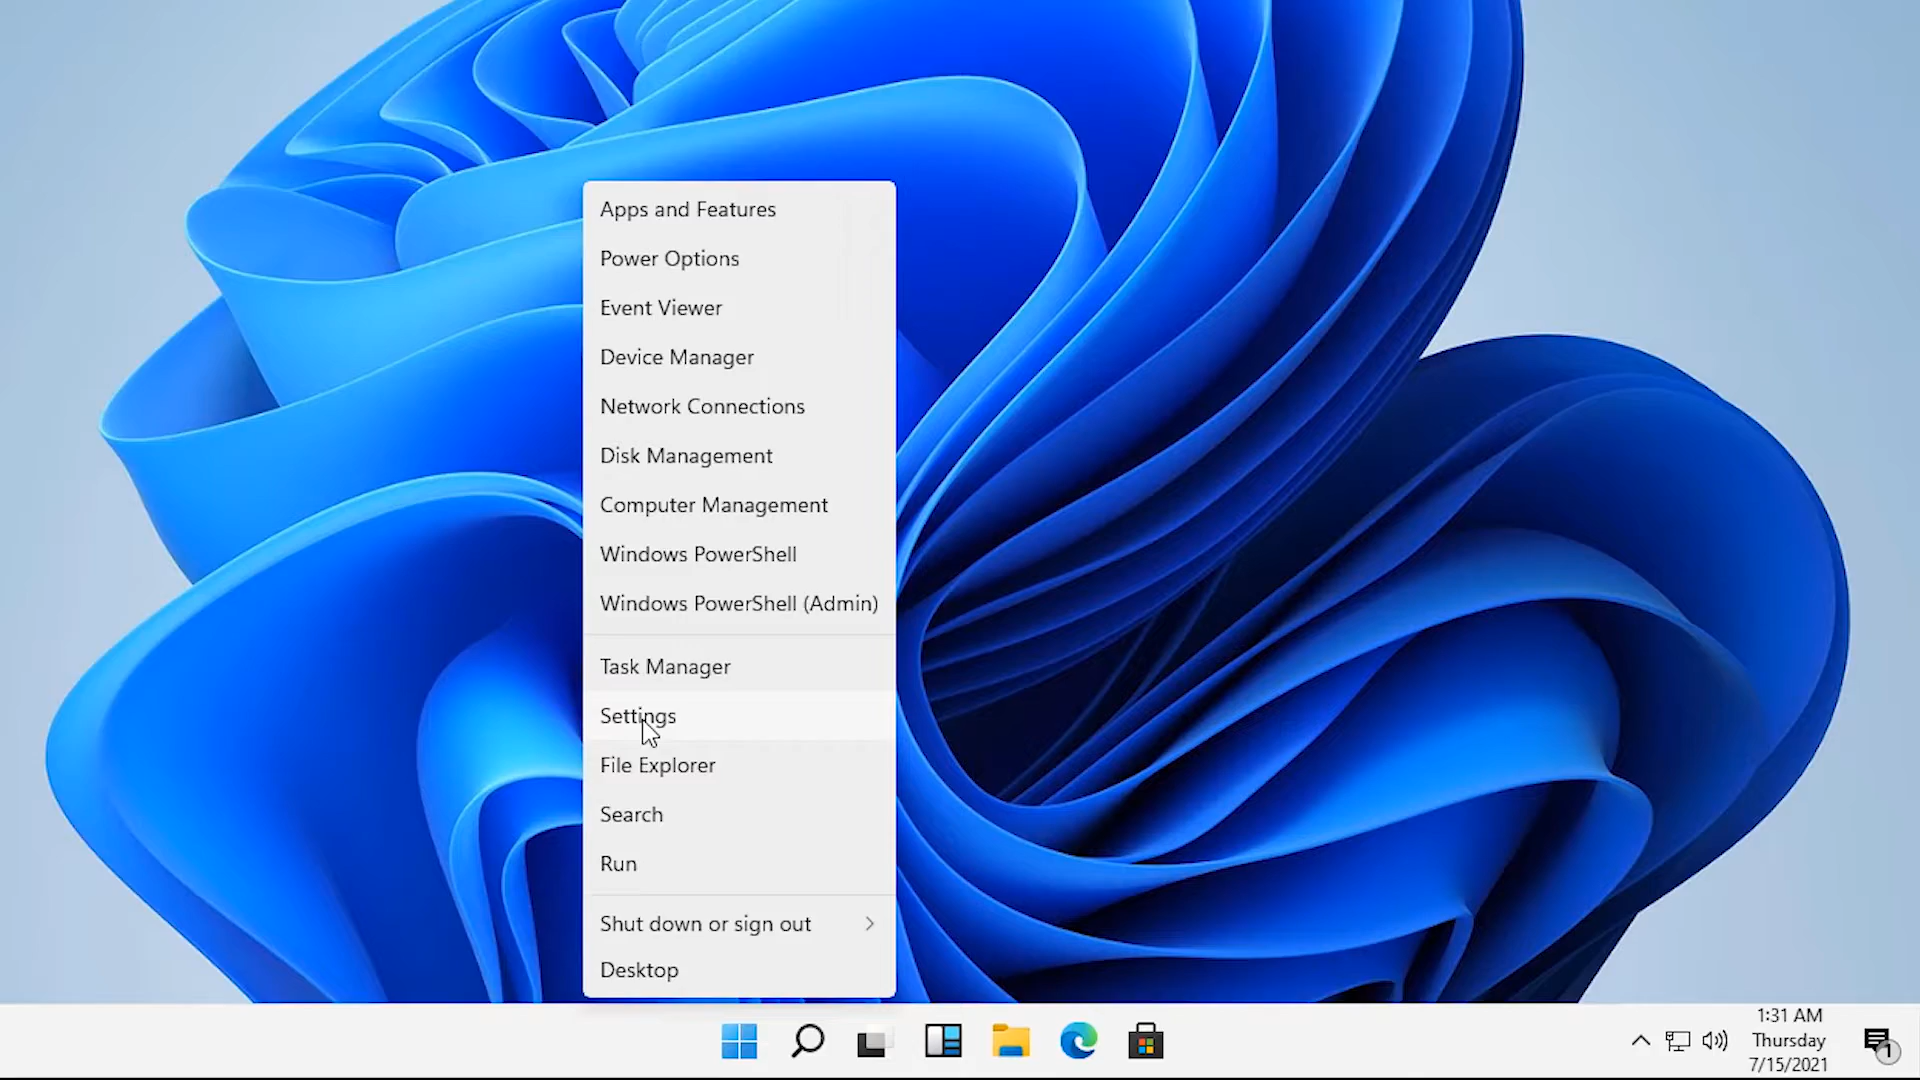 Apps and Features
Power Options
Event Viewer
Device Manager
Network Connections
Disk Management
Computer Management
Windows PowerShell
Windows PowerShell (Admin)
Task Manager
Settings
File Explorer
Search
Run
Shut down or sign out
Desktop
1:31 AM
Thursday
7/15/2021
1